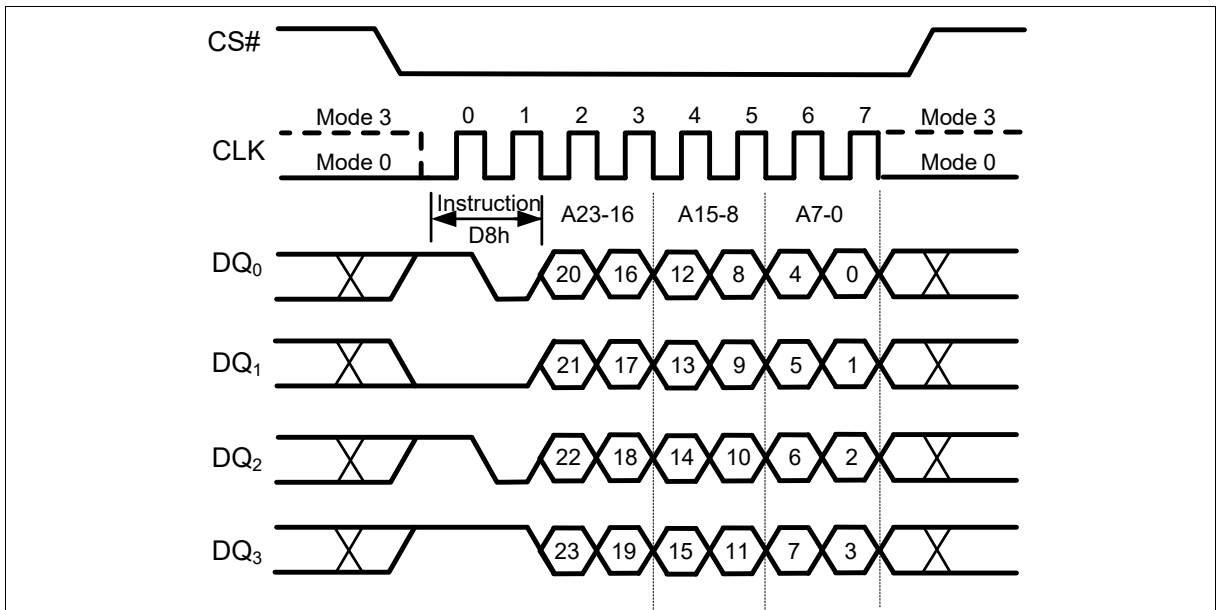 CS#
Mode 3 0 1 2 3 4 5 6 7 Mode 3
CLK
Mode 0 Mode 0
Instruction A23-16 A15-8 A7-0
D8h
DQ0 20 16 12 8 4 0
DQ1 21 17 13 9 5 1
DQ2 22 18 14 10 6 2
DQ3 23 19 15 11 7 3